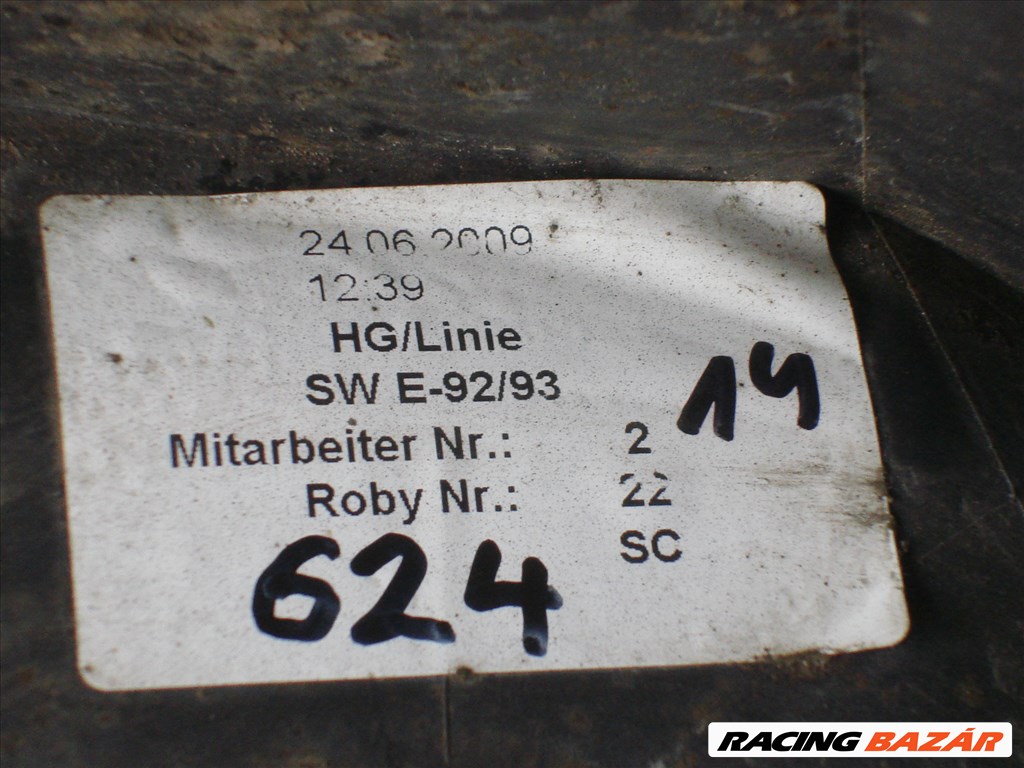 24.06.2009
12:39
HG/Linie
SW E-92/93
14
Mitarbeiter Nr.: 2
Roby Nr.: 22
SC
624
RACING BAZÁR